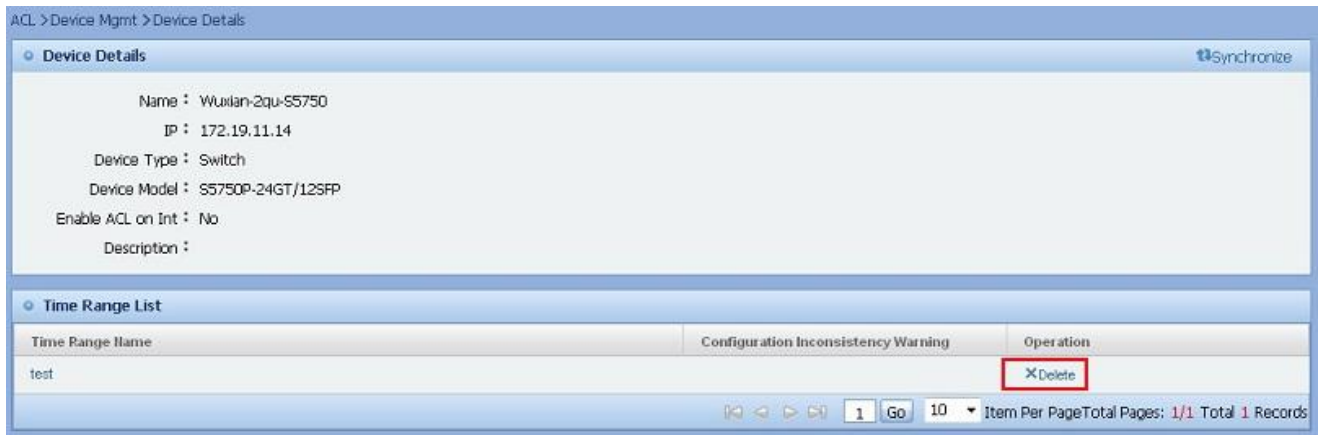 ACL >Device Mgmt >Device Details
Device Details
Synchronize
Name : Wuxian-2qu-S5750
IP : 172.19.11.14
Device Type : Switch
Device Model : S5750P-24GT/12SFP
Enable ACL on Int : No
Description :
Time Range List
Time Range Name Configuration Inconsistency Warning Operation
test Delete
1 Go 10 Item Per PageTotal Pages: 1/1 Total 1 Records